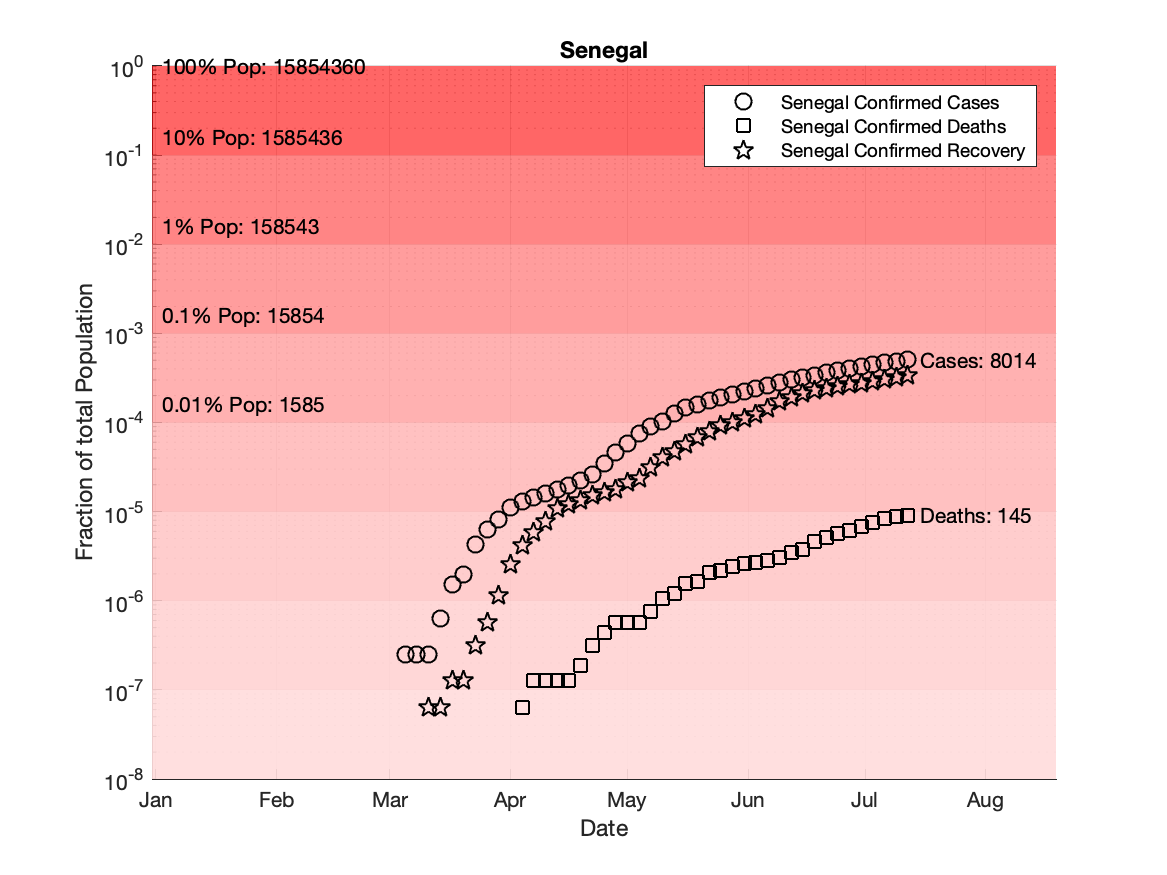 Senegal
10^0
100% Pop: 15854360
Senegal Confirmed Cases
Senegal Confirmed Deaths
Senegal Confirmed Recovery
10% Pop: 1585436
10^-1
1% Pop: 158543
10^-2
0.1% Pop: 15854
10^-3
Cases: 8014
0.01% Pop: 1585
10^-4
10^-5
Deaths: 145
10^-6
10^-7
10^-8
Fraction of total Population
Jan Feb Mar Apr May Jun Jul Aug
Date